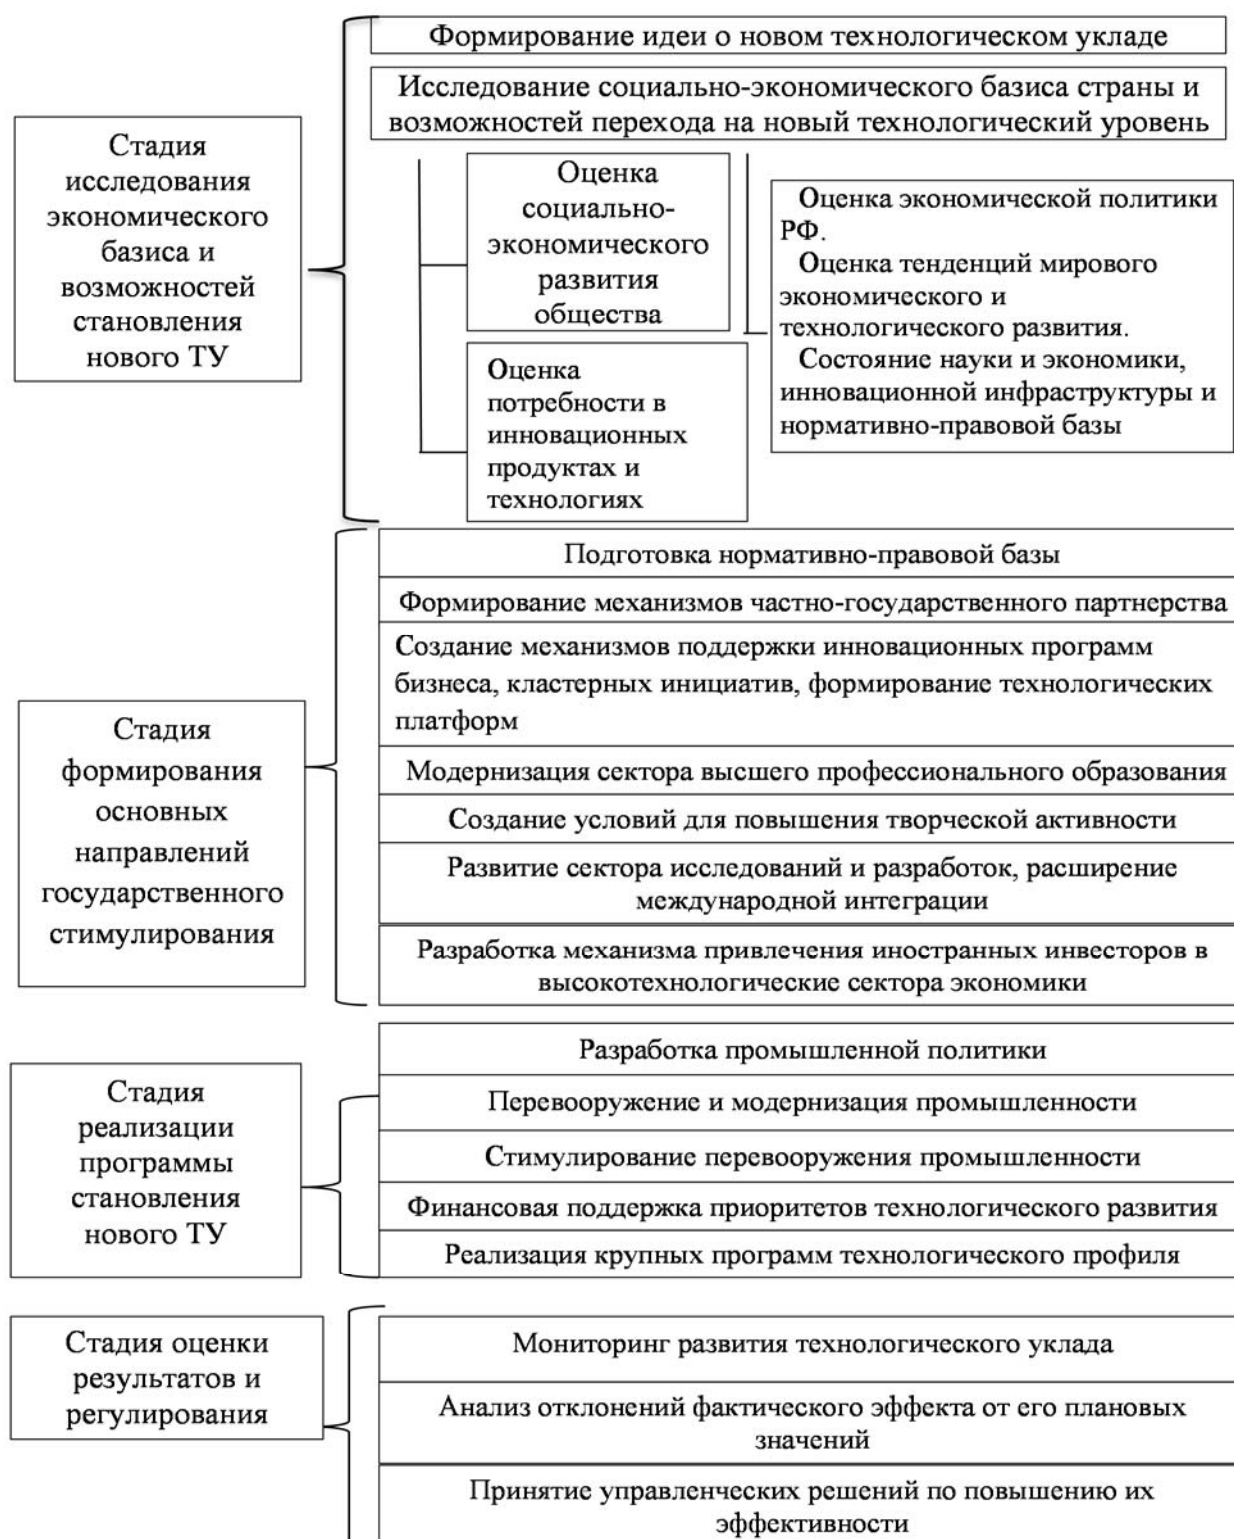 Формирование идеи о новом технологическом укладе
Исследование социально-экономического базиса страны и
возможностей перехода на новый технологический уровень
Стадия
исследования
экономического
базиса и
возможностей
становления
нового ТУ
Оценка
социально-
экономического
развития
общества
Оценка
потребности в
инновационных
продуктах и
технологиях
Оценка экономической политики
РФ.
Оценка тенденций мирового
экономического и
технологического развития.
Состояние науки и экономики,
инновационной инфраструктуры и
нормативно-правовой базы
Стадия
формирования
основных
направлений
государственного
стимулирования
Подготовка нормативно-правовой базы
Формирование механизмов частно-государственного партнерства
Создание механизмов поддержки инновационных программ
бизнеса, кластерных инициатив, формирование технологических
платформ
Модернизация сектора высшего профессионального образования
Создание условий для повышения творческой активности
Развитие сектора исследований и разработок, расширение
международной интеграции
Разработка механизма привлечения иностранных инвесторов в
высокотехнологические сектора экономики
Стадия
реализации
программы
становления
нового ТУ
Разработка промышленной политики
Перевооружение и модернизация промышленности
Стимулирование перевооружения промышленности
Финансовая поддержка приоритетов технологического развития
Реализация крупных программ технологического профиля
Стадия оценки
результатов и
регулирования
Мониторинг развития технологического уклада
Анализ отклонений фактического эффекта от его плановых
значений
Принятие управленческих решений по повышению их
эффективности